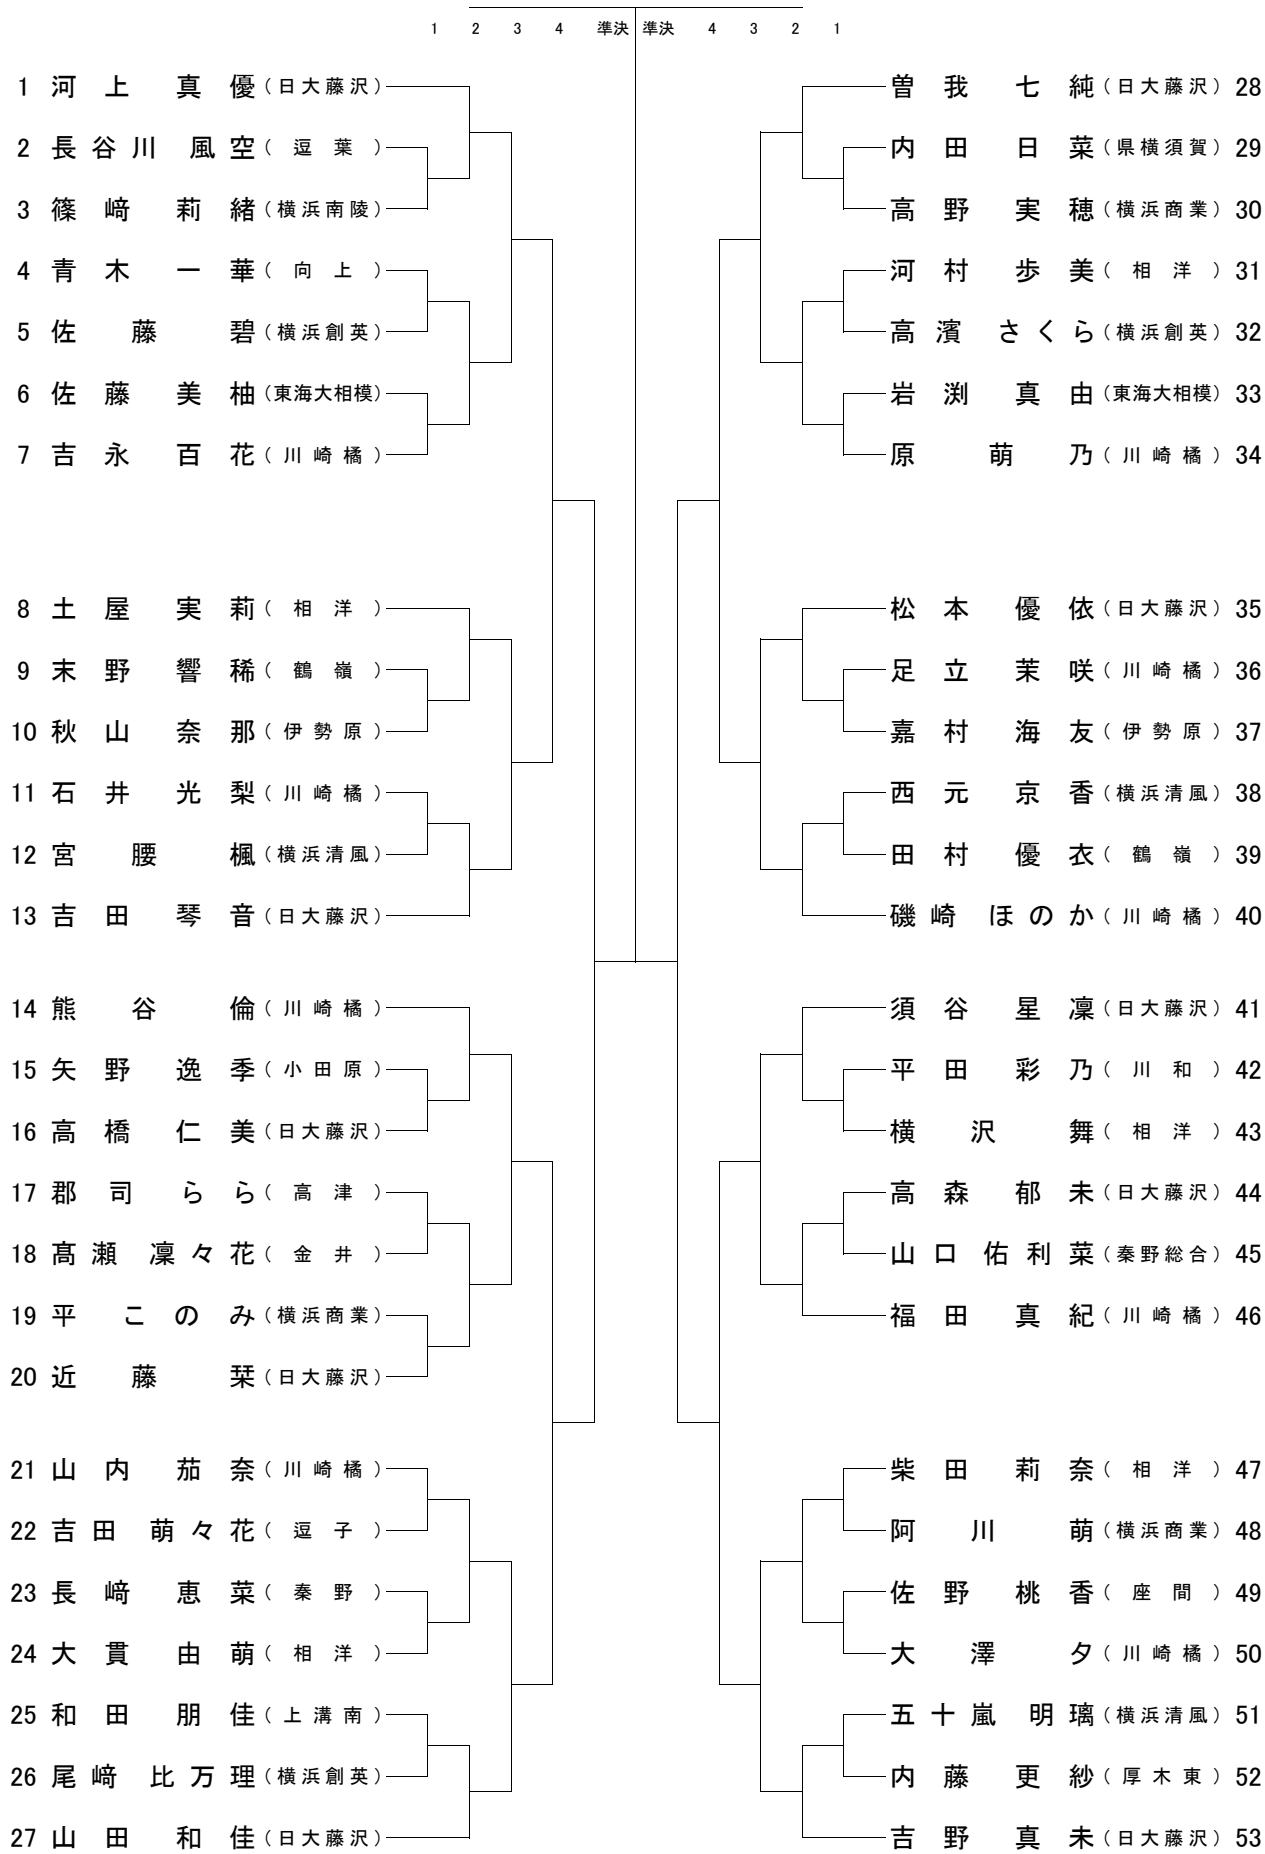 1 2 3 4 準決 準決 4 3 2 1
1 河上 真優 (日大藤沢)
2 長谷川 風空 (逗葉)
3 篠﨑 莉緒 (横浜南陵)
4 青木 一華 (向上)
5 佐藤 碧 (横浜創英)
6 佐藤 美柚 (東海大相模)
7 吉永 百花 (川崎橘)
8 土屋 実莉 (相洋)
9 末野 響稀 (鶴嶺)
10 秋山 奈那 (伊勢原)
11 石井 光梨 (川崎橘)
12 宮腰 楓 (横浜清風)
13 吉田 琴音 (日大藤沢)
14 熊谷 倫 (川崎橘)
15 矢野 逸季 (小田原)
16 高橋 仁美 (日大藤沢)
17 郡司 らら (高津)
18 髙瀬 凜々花 (金井)
19 平 このみ (横浜商業)
20 近藤 栞 (日大藤沢)
21 山内 茄奈 (川崎橘)
22 吉田 萌々花 (逗子)
23 長﨑 恵菜 (秦野)
24 大貫 由萌 (相洋)
25 和田 朋佳 (上溝南)
26 尾﨑 比万理 (横浜創英)
27 山田 和佳 (日大藤沢)
曽我 七純 (日大藤沢) 28
内田 日菜 (県横須賀) 29
高野 実穂 (横浜商業) 30
河村 歩美 (相洋) 31
高濱 さくら (横浜創英) 32
岩渕 真由 (東海大相模) 33
原 萌乃 (川崎橘) 34
松本 優依 (日大藤沢) 35
足立 茉咲 (川崎橘) 36
嘉村 海友 (伊勢原) 37
西元 京香 (横浜清風) 38
田村 優衣 (鶴嶺) 39
磯崎 ほのか (川崎橘) 40
須谷 星凜 (日大藤沢) 41
平田 彩乃 (川和) 42
横沢 舞 (相洋) 43
高森 郁未 (日大藤沢) 44
山口 佑利菜 (秦野総合) 45
福田 真紀 (川崎橘) 46
柴田 莉奈 (相洋) 47
阿川 萌 (横浜商業) 48
佐野 桃香 (座間) 49
大澤 夕 (川崎橘) 50
五十嵐 明璃 (横浜清風) 51
内藤 更紗 (厚木東) 52
吉野 真未 (日大藤沢) 53